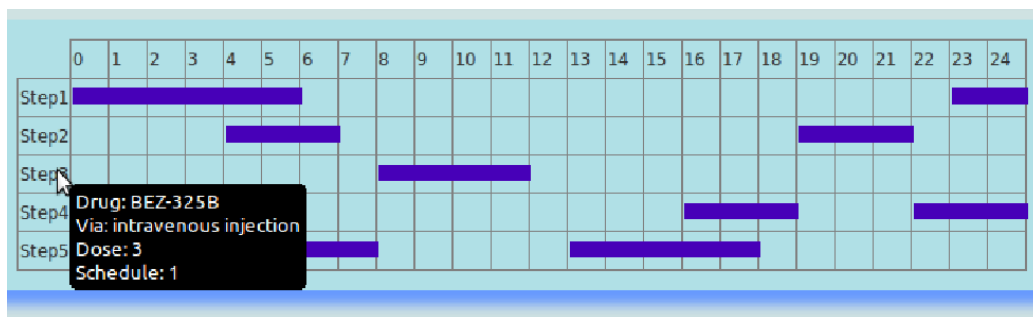 0 1 2 3 4 5 6 7 8 9 10 11 12 13 14 15 16 17 18 19 20 21 22 23 24
Step1
Step2
Step3
Step4
Step5
Drug: BEZ-325B
Via: intravenous injection
Dose: 3
Schedule: 1